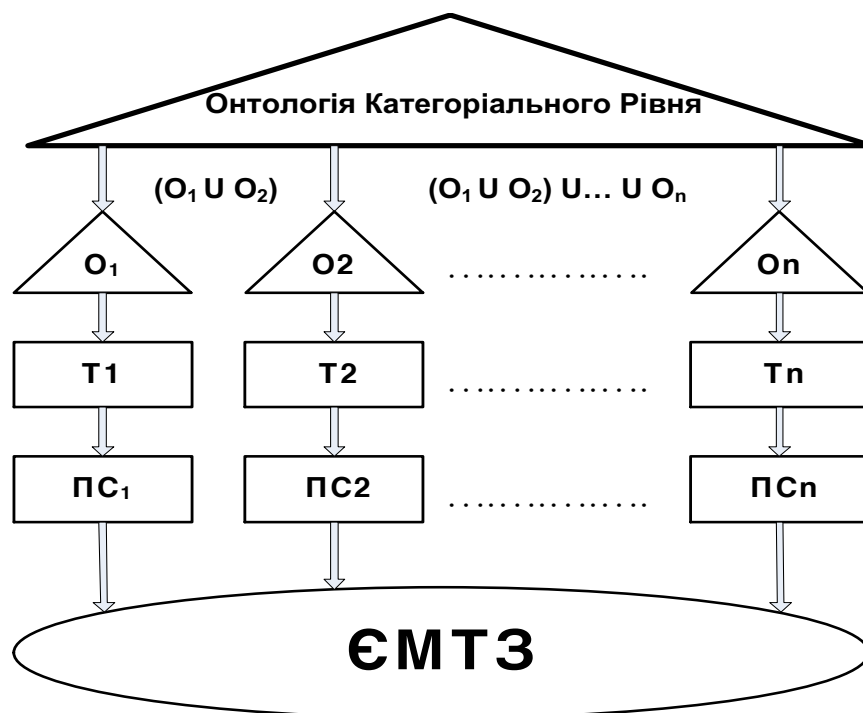 Онтологія Категоріального Рівня
(O₁ U O₂) (O₁ U O₂) U... U Oₙ
O₁ O2 ................... On
T1 T2 ................... Tn
ПС₁ ПС2 ................... ПСn
ЄМТЗ